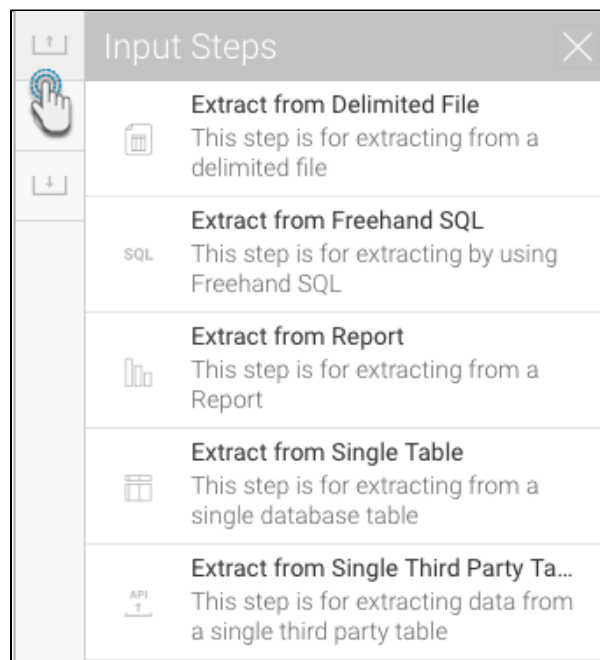 Input Steps
Extract from Delimited File
This step is for extracting from a
delimited file
SQL
Extract from Freehand SQL
This step is for extracting by using
Freehand SQL
Extract from Report
This step is for extracting from a
Report
Extract from Single Table
This step is for extracting from a
single database table
API
Extract from Single Third Party Ta...
This step is for extracting data from
a single third party table